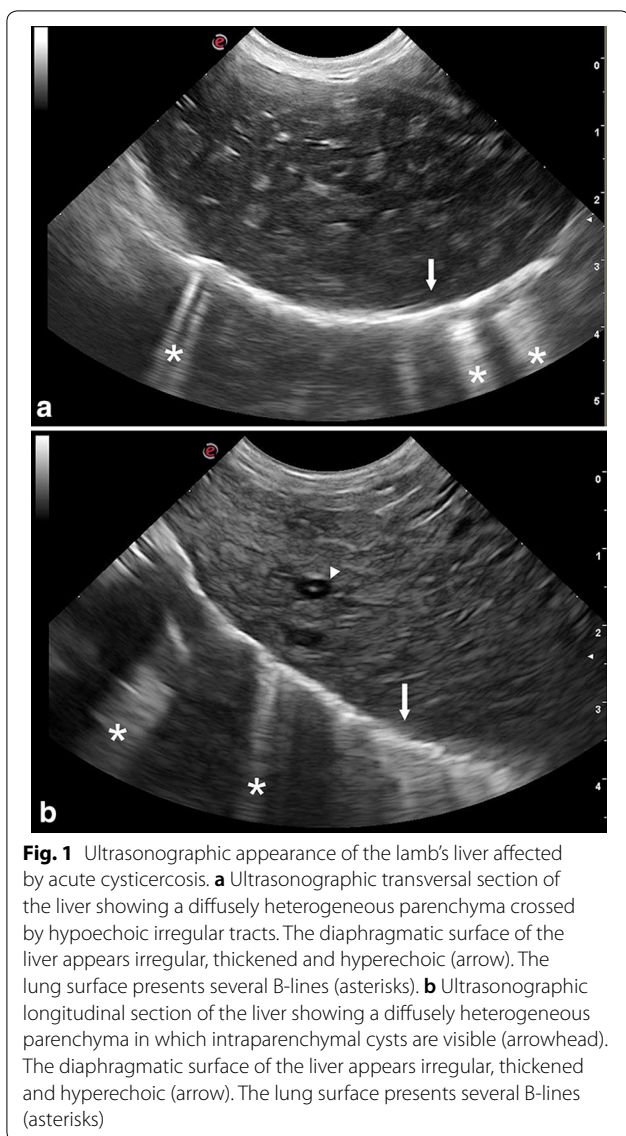 e
0
1
2
3
4
5
* * *
a
e
0
1
2
3
4
* *
b
Fig. 1 Ultrasonographic appearance of the lamb’s liver affected
by acute cysticercosis. a Ultrasonographic transversal section of
the liver showing a diffusely heterogeneous parenchyma crossed
by hypoechoic irregular tracts. The diaphragmatic surface of the
liver appears irregular, thickened and hyperechoic (arrow). The
lung surface presents several B-lines (asterisks). b Ultrasonographic
longitudinal section of the liver showing a diffusely heterogeneous
parenchyma in which intraparenchymal cysts are visible (arrowhead).
The diaphragmatic surface of the liver appears irregular, thickened
and hyperechoic (arrow). The lung surface presents several B-lines
(asterisks)